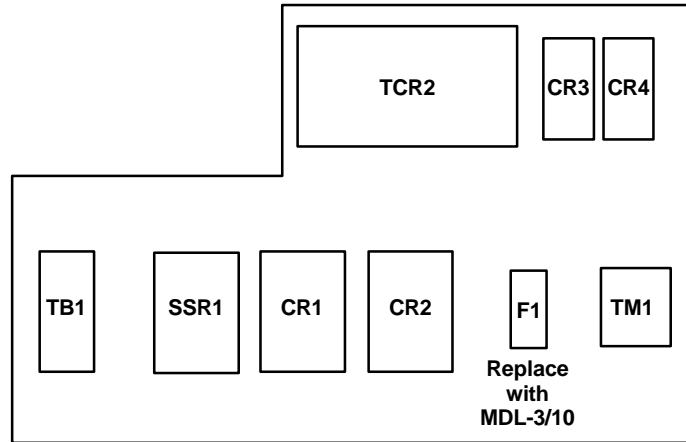 TCR2
CR3
CR4
TB1
SSR1
CR1
CR2
F1
TM1
Replace
with
MDL-3/10